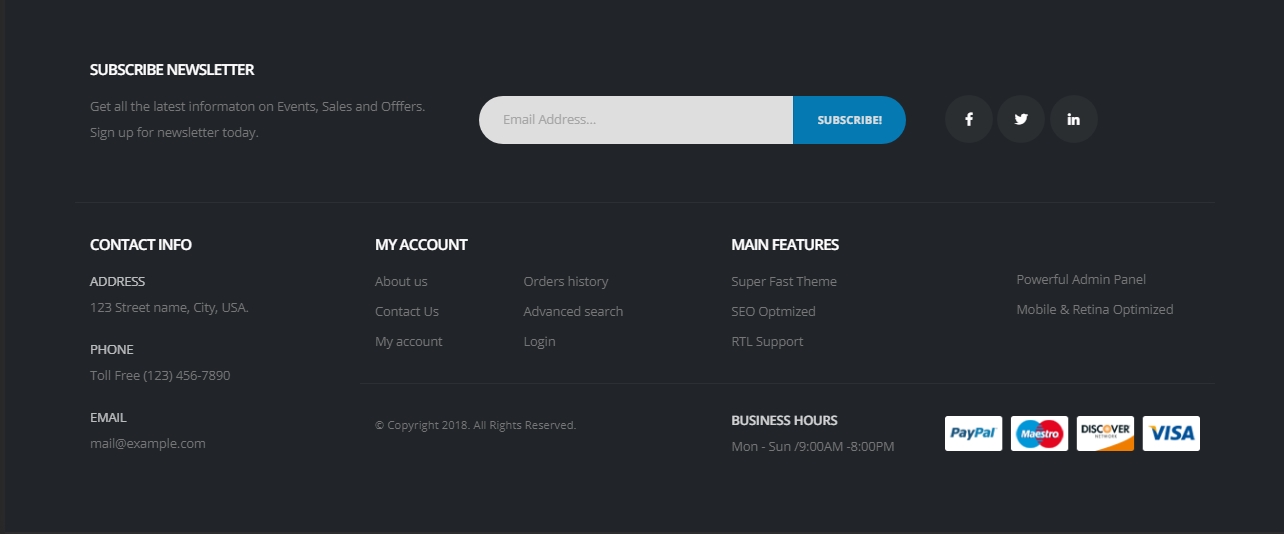 SUBSCRIBE NEWSLETTER
Get all the latest informaton on Events, Sales and Offfers.
Sign up for newsletter today.
Email Address...
SUBSCRIBE!
CONTACT INFO
ADDRESS
123 Street name, City, USA.
PHONE
Toll Free (123) 456-7890
EMAIL
mail@example.com
MY ACCOUNT
About us
Contact Us
My account
Orders history
Advanced search
Login
MAIN FEATURES
Super Fast Theme
SEO Optmized
RTL Support
Powerful Admin Panel
Mobile & Retina Optimized
© Copyright 2018. All Rights Reserved.
BUSINESS HOURS
Mon - Sun /9:00AM -8:00PM
PayPal
Maestro
DISCOVER
NETWORK
VISA